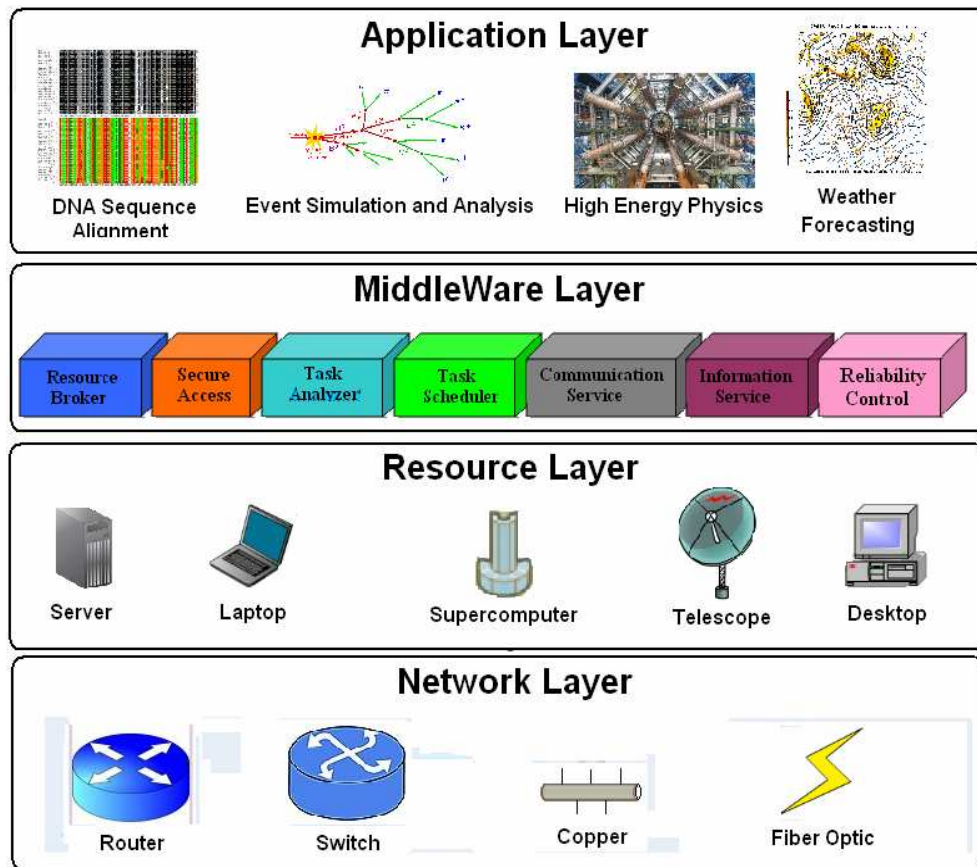 Application Layer
DNA Sequence
Alignment
Event Simulation and Analysis
High Energy Physics
Weather
Forecasting
MiddleWare Layer
Resource
Broker
Secure
Access
Task
Analyzer
Task
Scheduler
Communication
Service
Information
Service
Reliability
Control
Resource Layer
Server
Laptop
Supercomputer
Telescope
Desktop
Network Layer
Router
Switch
Copper
Fiber Optic